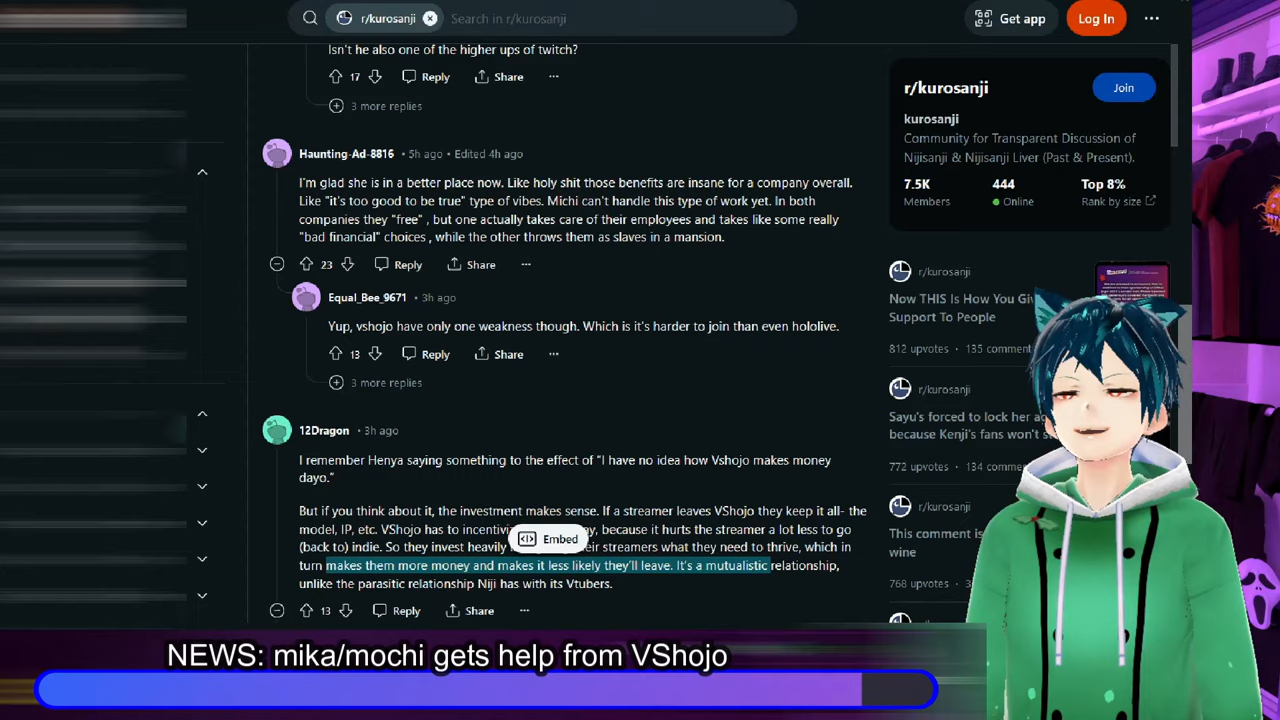 r/kurosanji
Search in r/kurosanji
Get app
Log In
Isn't he also one of the higher ups of twitch?
17
Reply
Share
3 more replies
Haunting-Ad-8816 • 5h ago • Edited 4h ago
I'm glad she is in a better place now. Like holy shit those benefits are insane for a company overall.
Like "it's too good to be true" type of vibes. Michi can't handle this type of work yet. In both
companies they "free" , but one actually takes care of their employees and takes like some really
"bad financial" choices , while the other throws them as slaves in a mansion.
23
Reply
Share
Equal_Bee_9671 • 3h ago
Yup, vshojo have only one weakness though. Which is it's harder to join than even hololive.
13
Reply
Share
3 more replies
12Dragon • 3h ago
I remember Henya saying something to the effect of “I have no idea how Vshojo makes money
dayo.”
But if you think about it, the investment makes sense. If a streamer leaves VShojo they keep it all- the
model, IP, etc. VShojo has to incentivi
y, because it hurts the streamer a lot less to go
(back to) indie. So they invest heavily
eir streamers what they need to thrive, which in
turn makes them more money and makes it less likely they’ll leave. It’s a mutualistic relationship,
unlike the parasitic relationship Niji has with its Vtubers.
Embed
13
Reply
Share
r/kurosanji
Join
kurosanji
Community for Transparent Discussion of
Nijisanji & Nijisanji Liver (Past & Present).
7.5K
444
Top 8%
Members
Online
Rank by size
r/kurosanji
Now THIS Is How You Giv
Support To People
812 upvotes • 135 comment
r/kurosanji
Sayu's forced to lock her a
because Kenji's fans won't s
772 upvotes • 134 comm
r/kurosanji
This comment
wine
768 upvotes
NEWS: mika/mochi gets help from VShojo